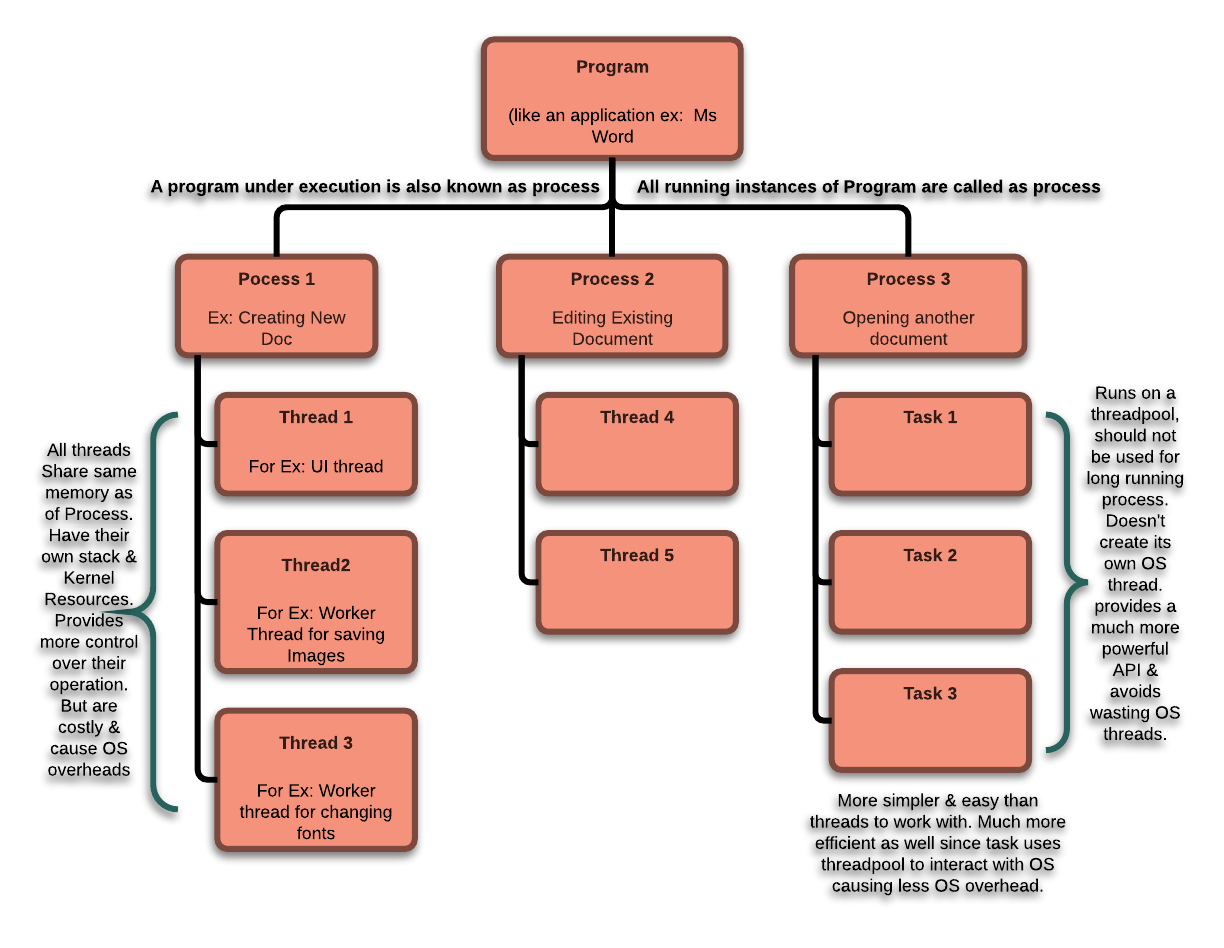 Program
(like an application ex:  Ms
Word
A program under execution is also known as process
All running instances of Program are called as process
Pocess 1
Ex: Creating New
Doc
Process 2
Editing Existing
Document
Process 3
Opening another
document
All threads
Share same
memory as
of Process.
Have their
own stack &
Kernel
Resources.
Provides
more control
over their
operation.
But are
costly &
cause OS
overheads
Thread 1
For Ex: UI thread
Thread2
For Ex: Worker
Thread for saving
Images
Thread 3
For Ex: Worker
thread for changing
fonts
Thread 4
Thread 5
Task 1
Task 2
Task 3
Runs on a
threadpool,
should not
be used for
long running
process.
Doesn't
create its
own OS
thread.
provides a
much more
powerful
API &
avoids
wasting OS
threads.
More simpler & easy than
threads to work with. Much more
efficient as well since task uses
threadpool to interact with OS
causing less OS overhead.